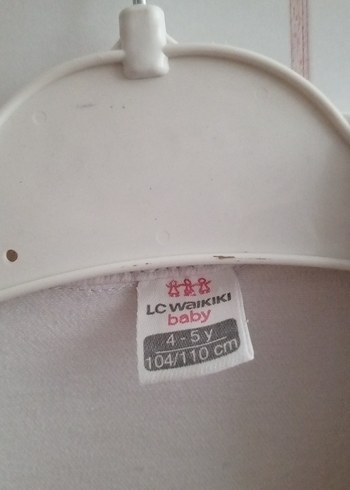 LC WAIKIKI
baby
4 - 5 y
104/110 cm